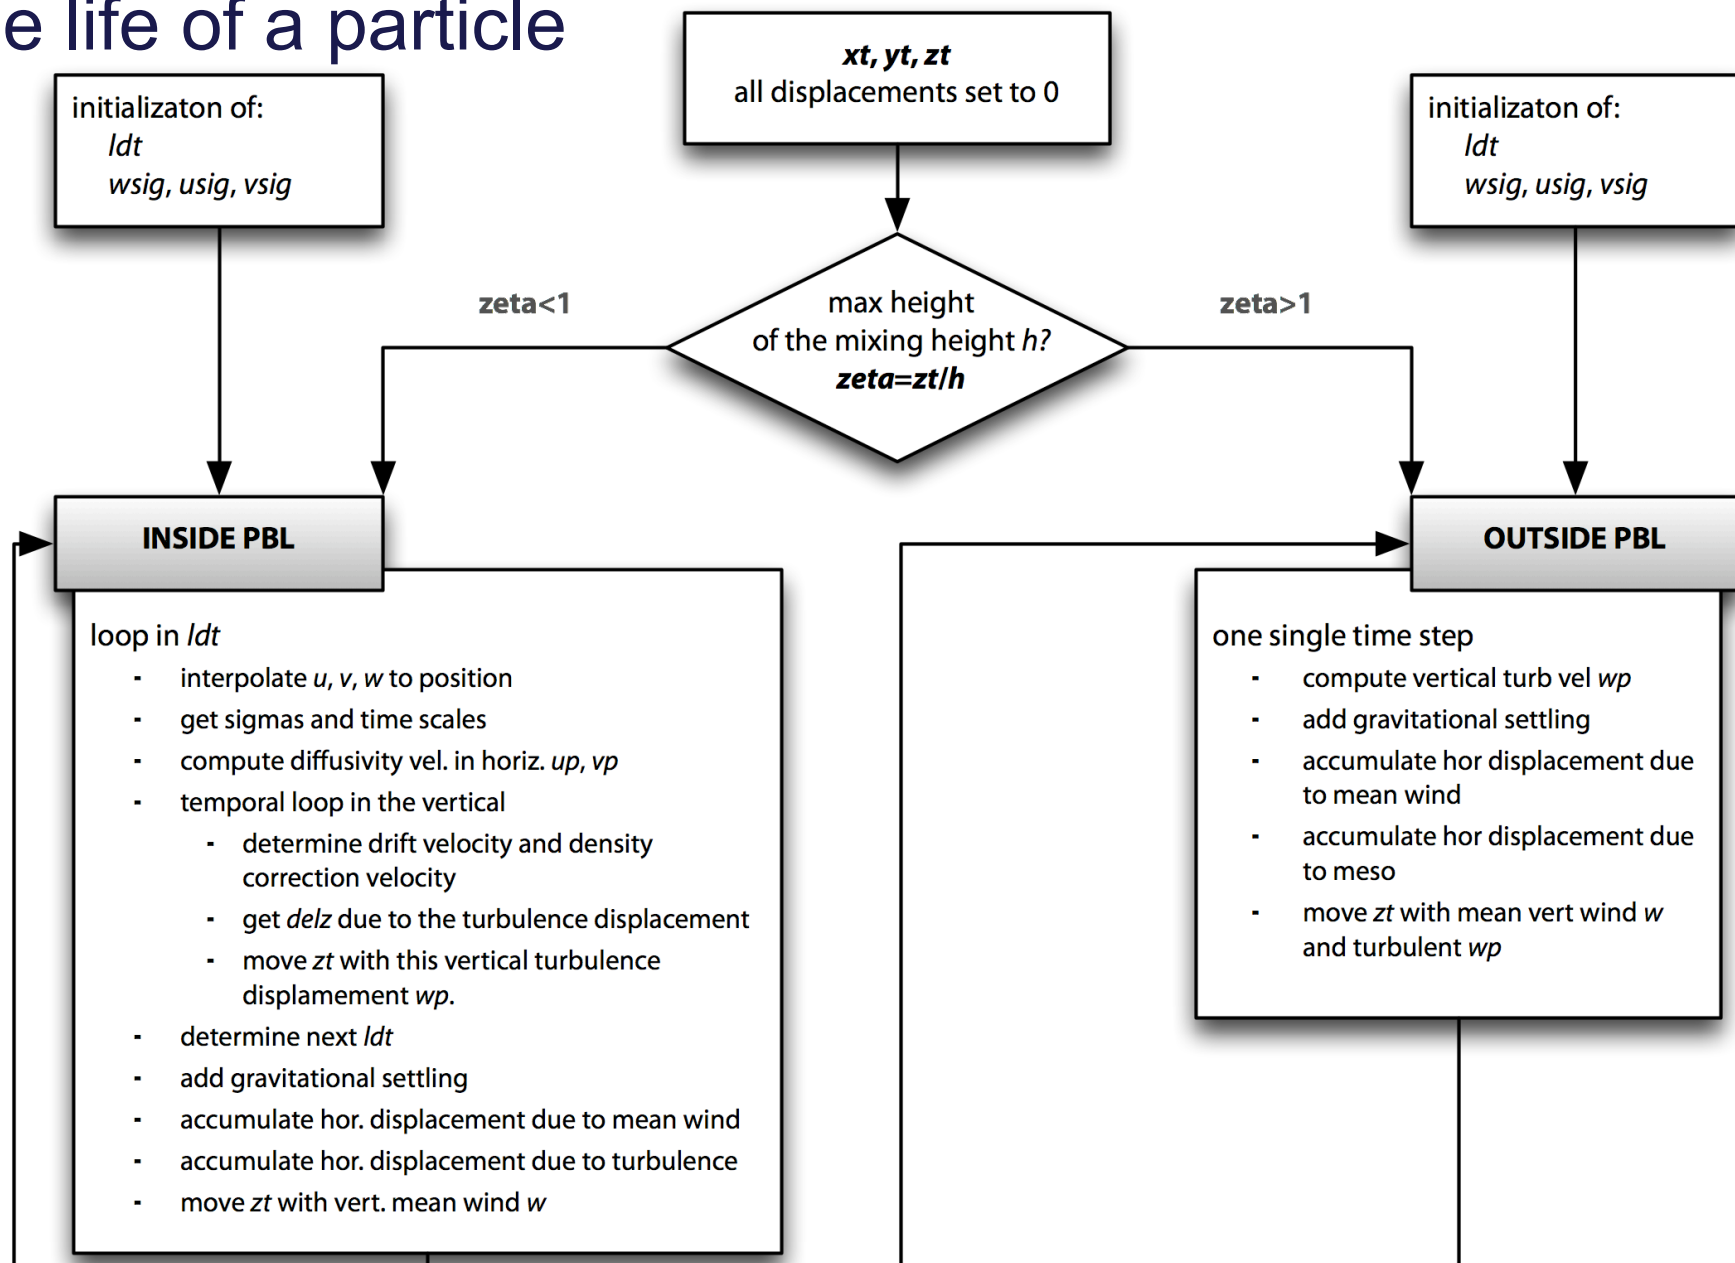 e life of a particle
xt, yt, zt
all displacements set to 0
initializaton of:
ldt
wsig, usig, vsig
initializaton of:
ldt
wsig, usig, vsig
zeta<1
max height
of the mixing height h?
zeta=zt/h
zeta>1
INSIDE PBL
loop in ldt
- interpolate u, v, w to position
- get sigmas and time scales
- compute diffusivity vel. in horiz. up, vp
- temporal loop in the vertical
- determine drift velocity and density
correction velocity
- get delz due to the turbulence displacement
- move zt with this vertical turbulence
displamement wp.
- determine next ldt
- add gravitational settling
- accumulate hor. displacement due to mean wind
- accumulate hor. displacement due to turbulence
- move zt with vert. mean wind w
OUTSIDE PBL
one single time step
- compute vertical turb vel wp
- add gravitational settling
- accumulate hor displacement due
to mean wind
- accumulate hor displacement due
to meso
- move zt with mean vert wind w
and turbulent wp